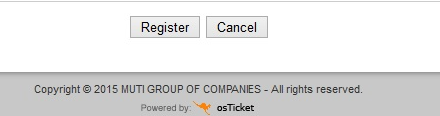 Register Cancel
Copyright © 2015 MUTI GROUP OF COMPANIES - All rights reserved.
Powered by: osTicket